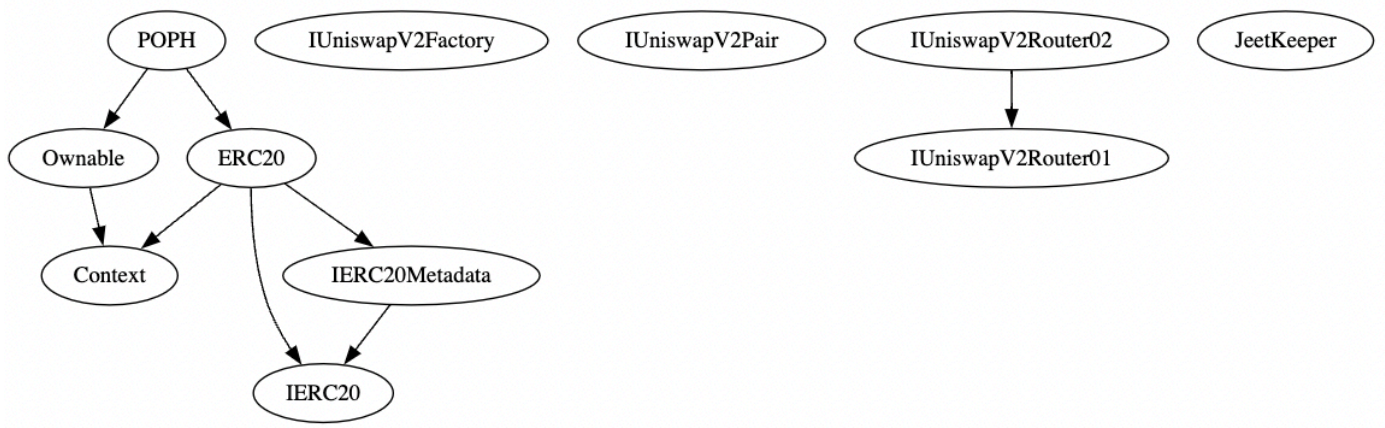 POPH
IUniswapV2Factory
IUniswapV2Pair
IUniswapV2Router02
JeetKeeper
Ownable
ERC20
IUniswapV2Router01
Context
IERC20Metadata
IERC20